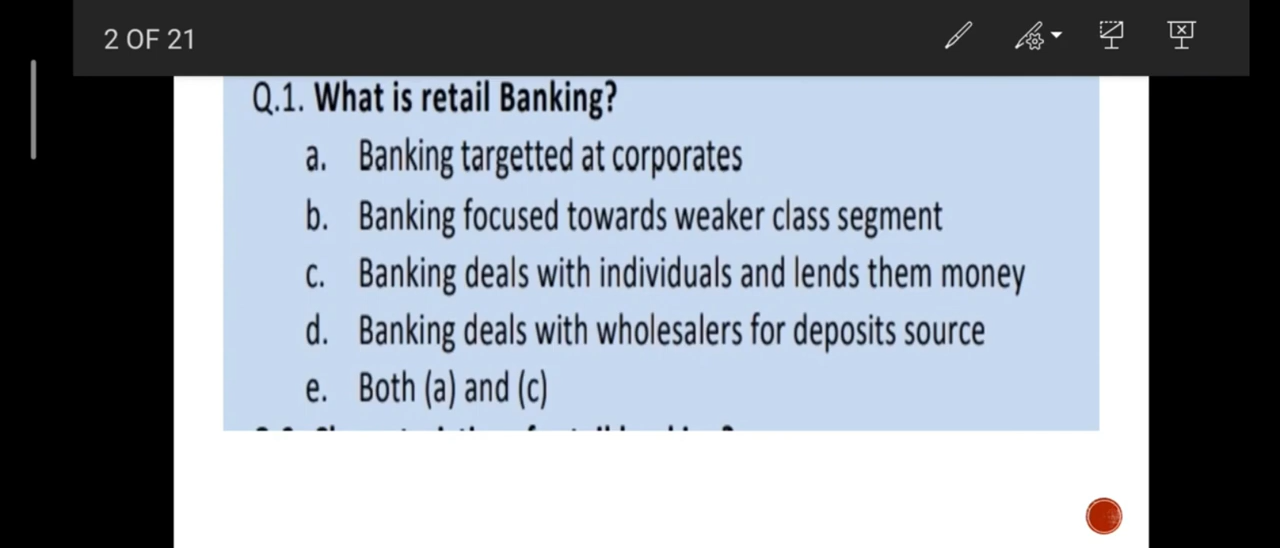 2 OF 21
Q.1. What is retail Banking?
a. Banking targetted at corporates
b. Banking focused towards weaker class segment
c. Banking deals with individuals and lends them money
d. Banking deals with wholesalers for deposits source
e. Both (a) and (c)